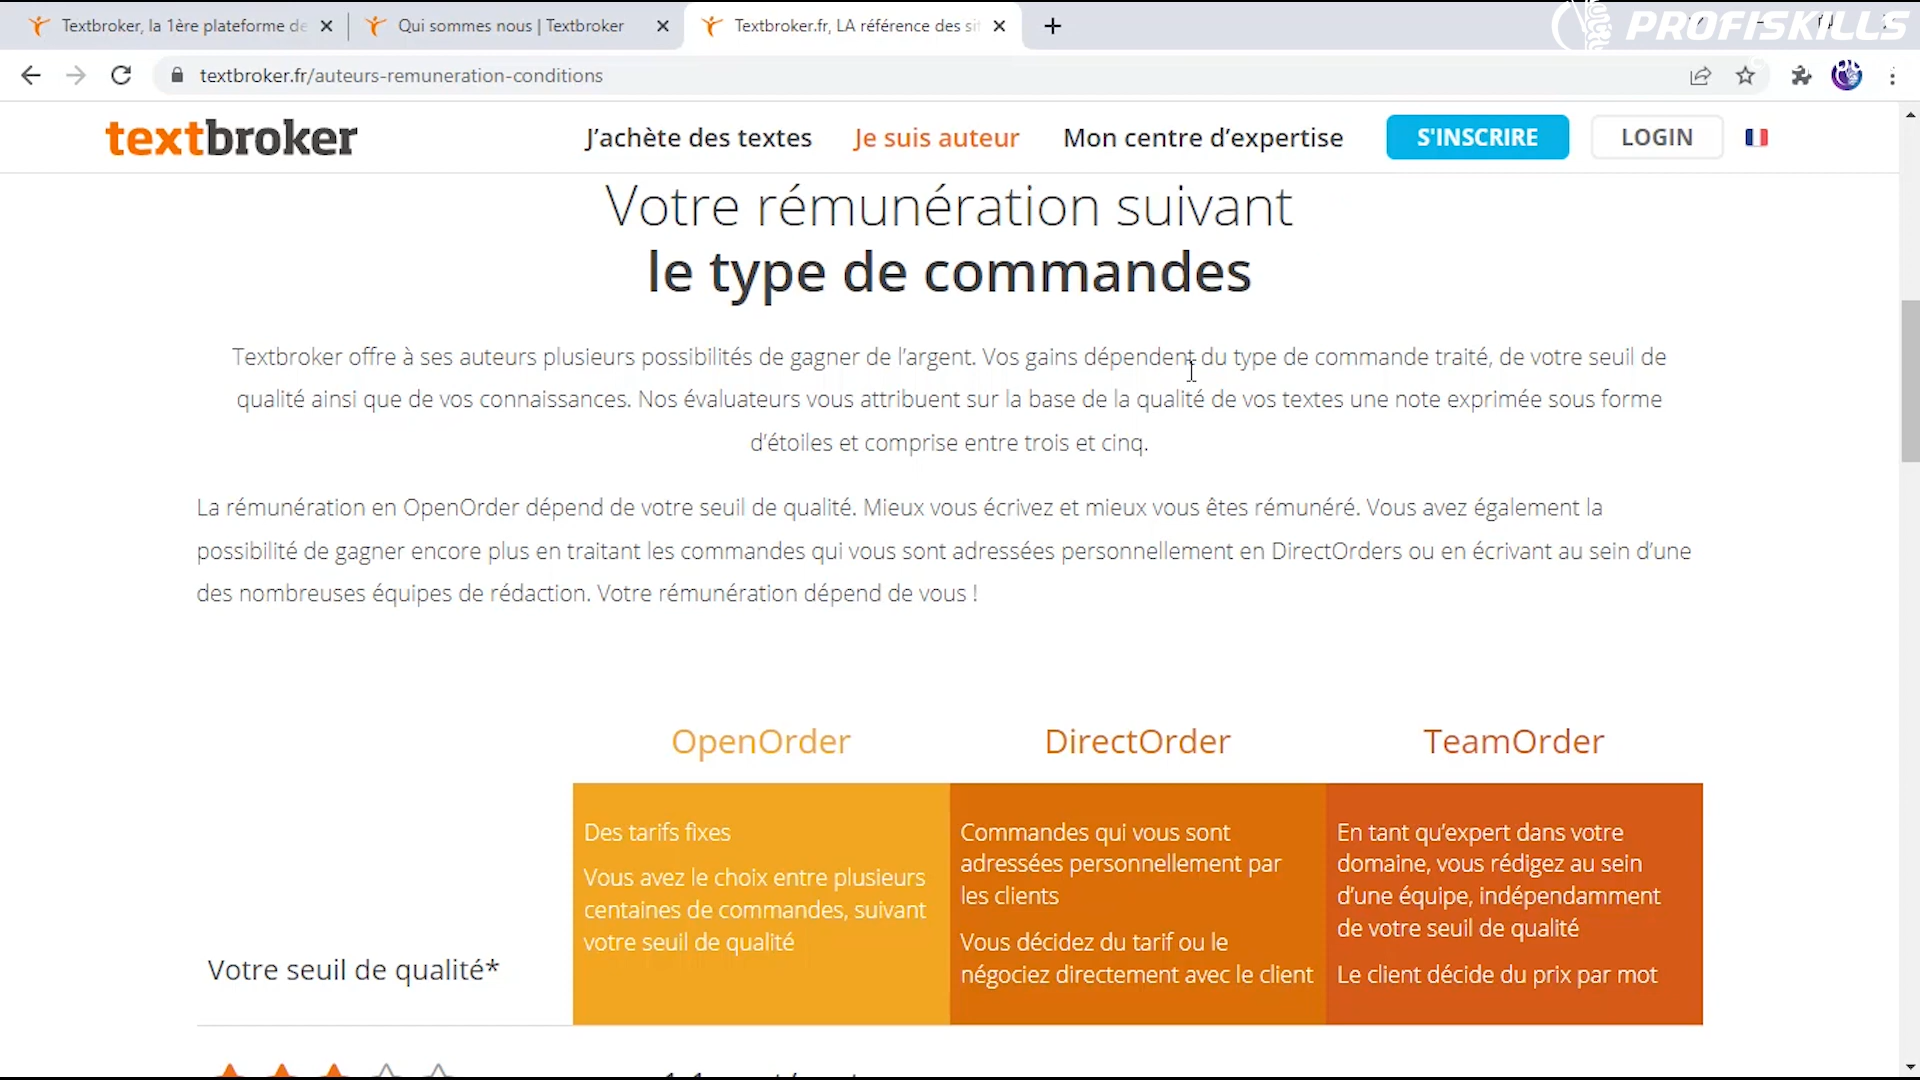 Textbroker, la 1ère plateforme de
Qui sommes nous | Textbroker
Textbroker.fr, LA référence des sit
PROFISKILLS
textbroker.fr/auteurs-remuneration-conditions
textbroker
J’achète des textes
Je suis auteur
Mon centre d’expertise
S'INSCRIRE
LOGIN
Votre rémunération suivant
le type de commandes
Textbroker offre à ses auteurs plusieurs possibilités de gagner de l’argent. Vos gains dépendent du type de commande traité, de votre seuil de
qualité ainsi que de vos connaissances. Nos évaluateurs vous attribuent sur la base de la qualité de vos textes une note exprimée sous forme
d’étoiles et comprise entre trois et cinq.
La rémunération en OpenOrder dépend de votre seuil de qualité. Mieux vous écrivez et mieux vous êtes rémunéré. Vous avez également la
possibilité de gagner encore plus en traitant les commandes qui vous sont adressées personnellement en DirectOrders ou en écrivant au sein d’une
des nombreuses équipes de rédaction. Votre rémunération dépend de vous !
OpenOrder
DirectOrder
TeamOrder
Votre seuil de qualité*
Des tarifs fixes
Vous avez le choix entre plusieurs
centaines de commandes, suivant
votre seuil de qualité
Commandes qui vous sont
adressées personnellement par
les clients
Vous décidez du tarif ou le
négociez directement avec le client
En tant qu’expert dans votre
domaine, vous rédigez au sein
d’une équipe, indépendamment
de votre seuil de qualité
Le client décide du prix par mot